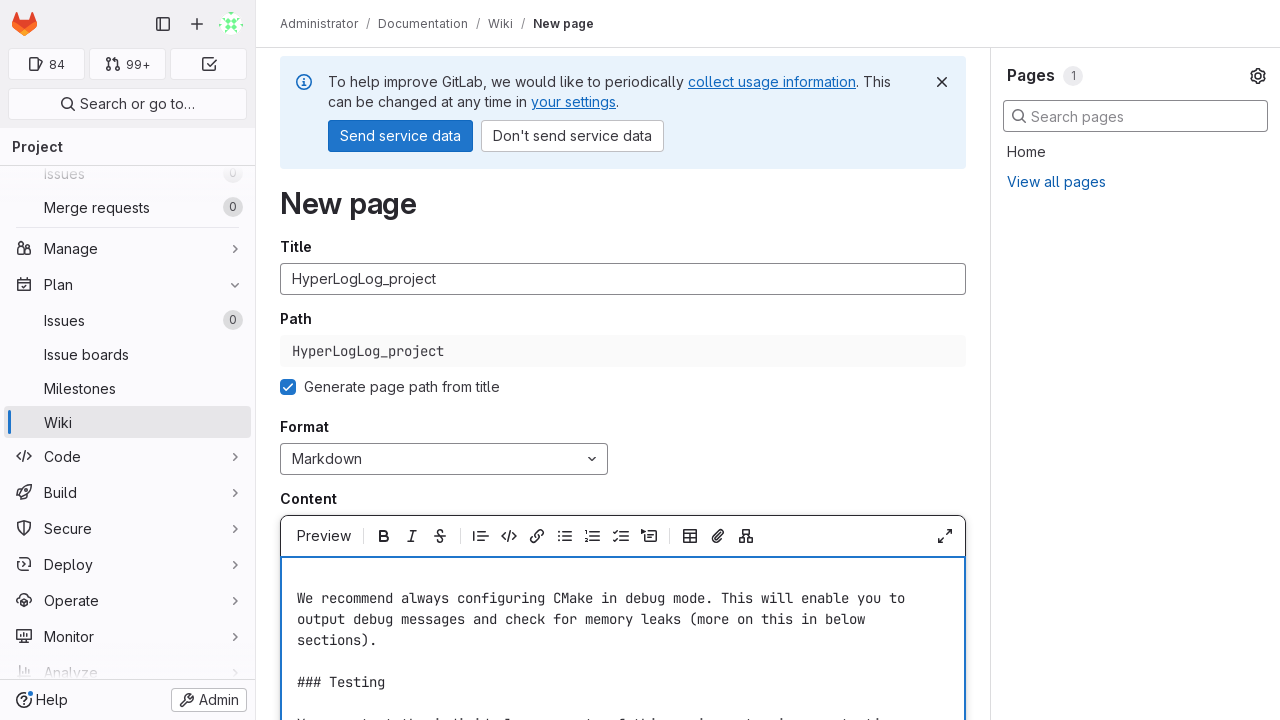 Administrator / Documentation / Wiki / New page
84
99+
Search or go to…
Project
Issues 0
Merge requests 0
Manage
Plan
Issues 0
Issue boards
Milestones
Wiki
Code
Build
Secure
Deploy
Operate
Monitor
Analyze
Help
Admin
To help improve GitLab, we would like to periodically collect usage information. This
can be changed at any time in your settings.
Send service data
Don't send service data
New page
Title
HyperLogLog_project
Path
HyperLogLog_project
Generate page path from title
Format
Markdown
Content
Preview
We recommend always configuring CMake in debug mode. This will enable you to
output debug messages and check for memory leaks (more on this in below
sections).
### Testing
Pages 1
Search pages
Home
View all pages